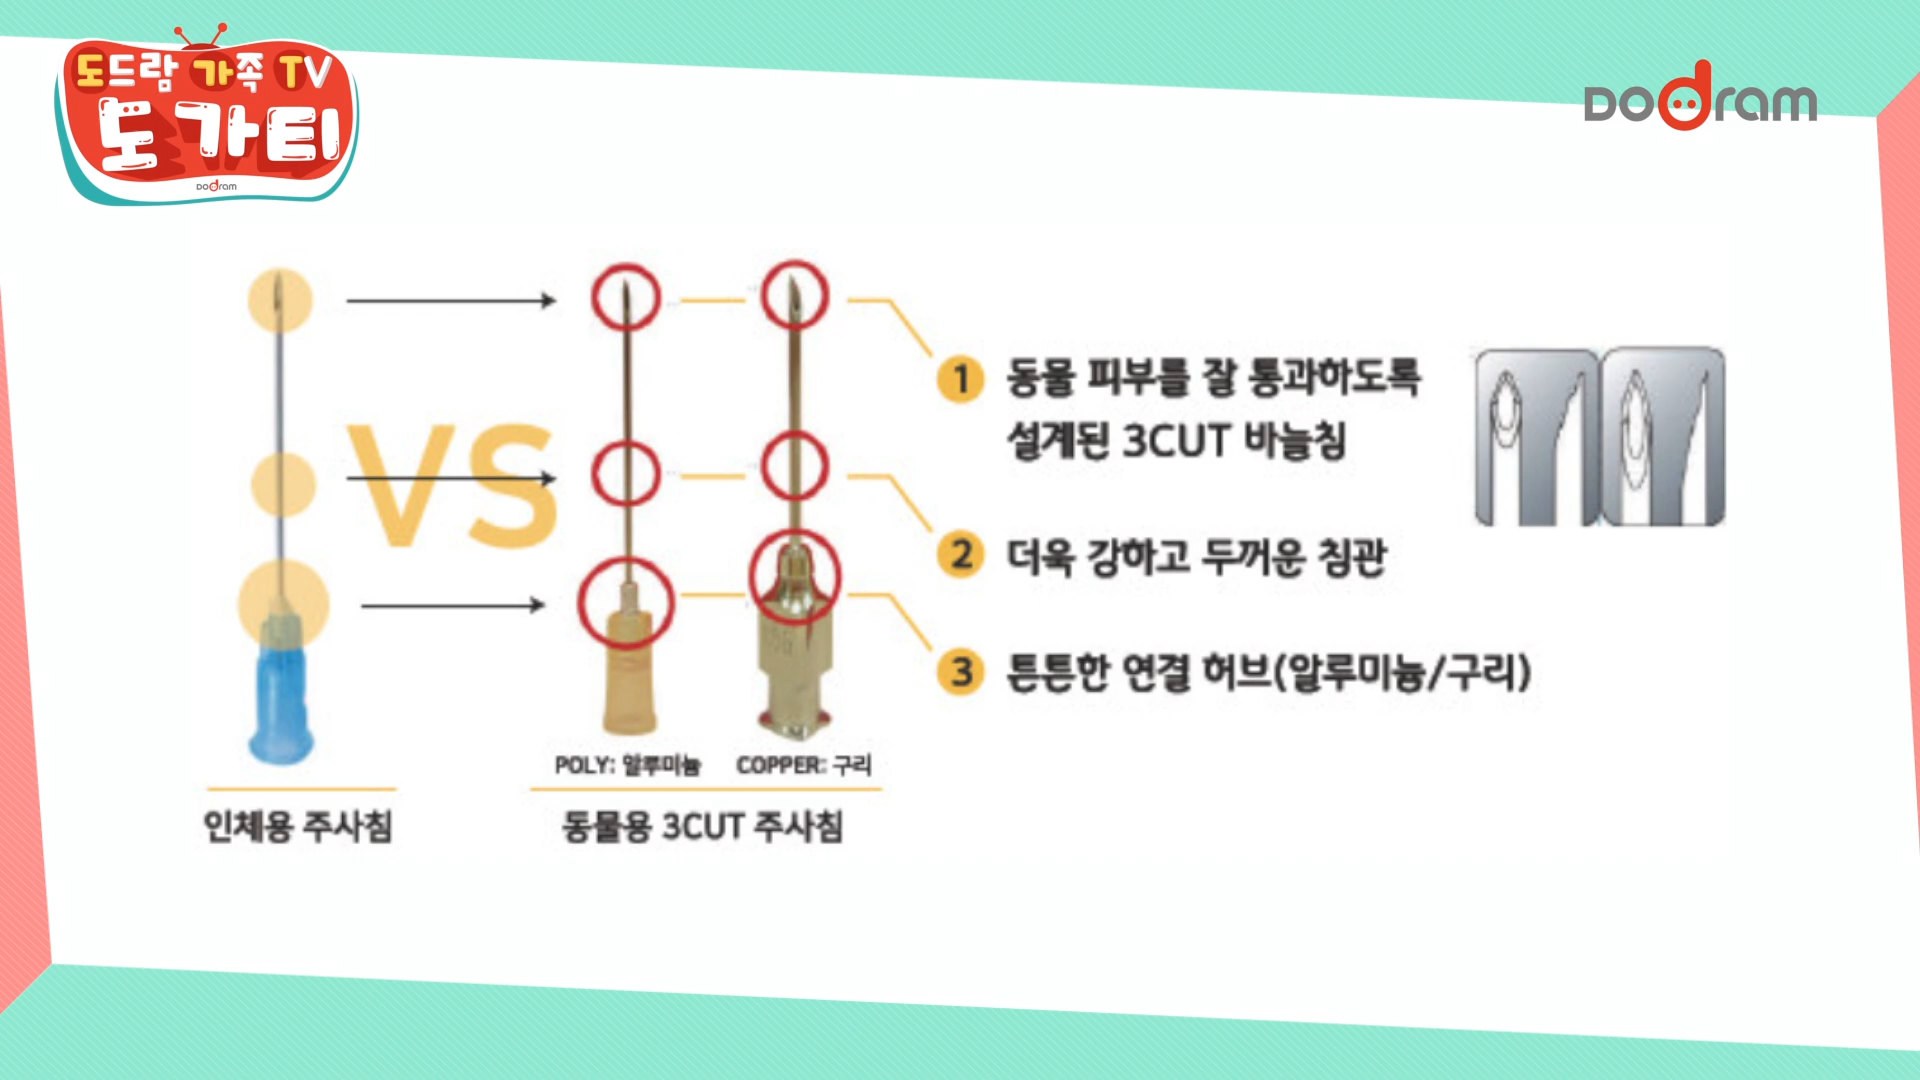 도드람 가족 TV
도가티
Dodram
Dodram
VS
1 동물 피부를 잘 통과하도록
설계된 3CUT 바늘침
2 더욱 강하고 두꺼운 침관
3 튼튼한 연결 허브(알루미늄/구리)
POLY: 알루미늄
COPPER: 구리
인체용 주사침
동물용 3CUT 주사침